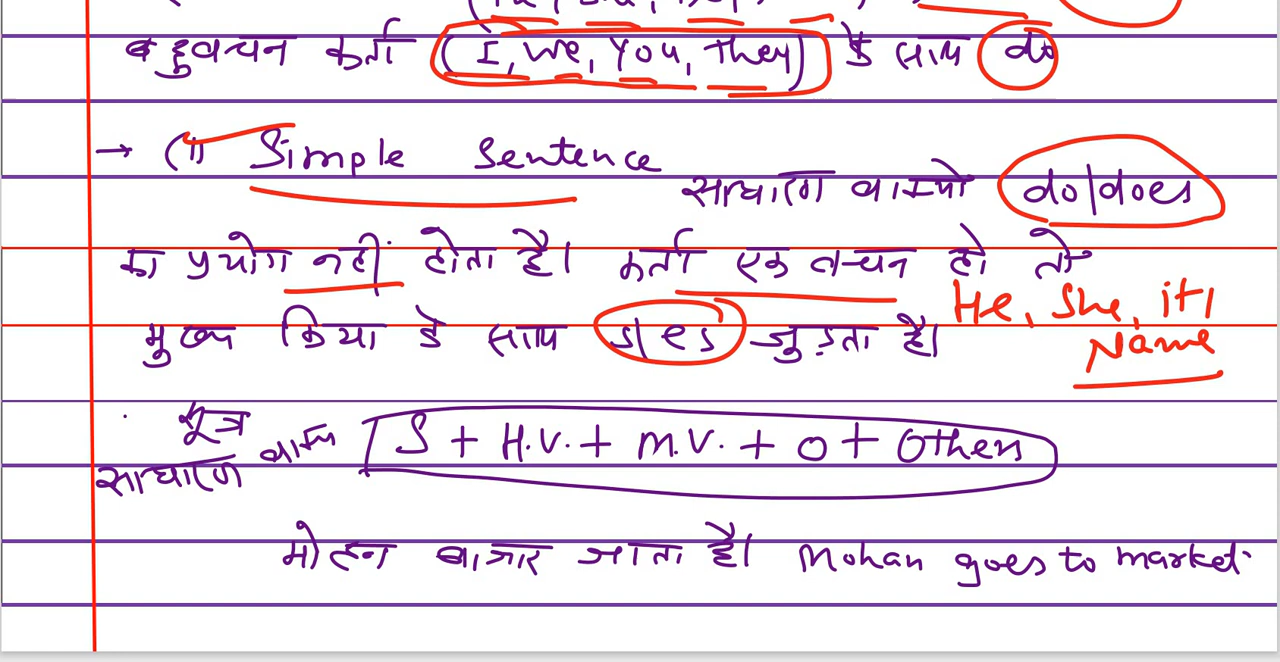 बहुवचन कर्ता (I, We, You, They) के साथ do
→ (1) Simple Sentence
साधारण वाक्यो do/does
का प्रयोग नही होता है। कर्ता एक वचन हो तो
He, She, it,
मुख्य क्रिया के साथ s/es जुड़ता है।
Name
सूत्र
साधारण वाक्य S + H.V. + M.V. + O + Others
मोहन बाजार जाता है। Mohan goes to market.